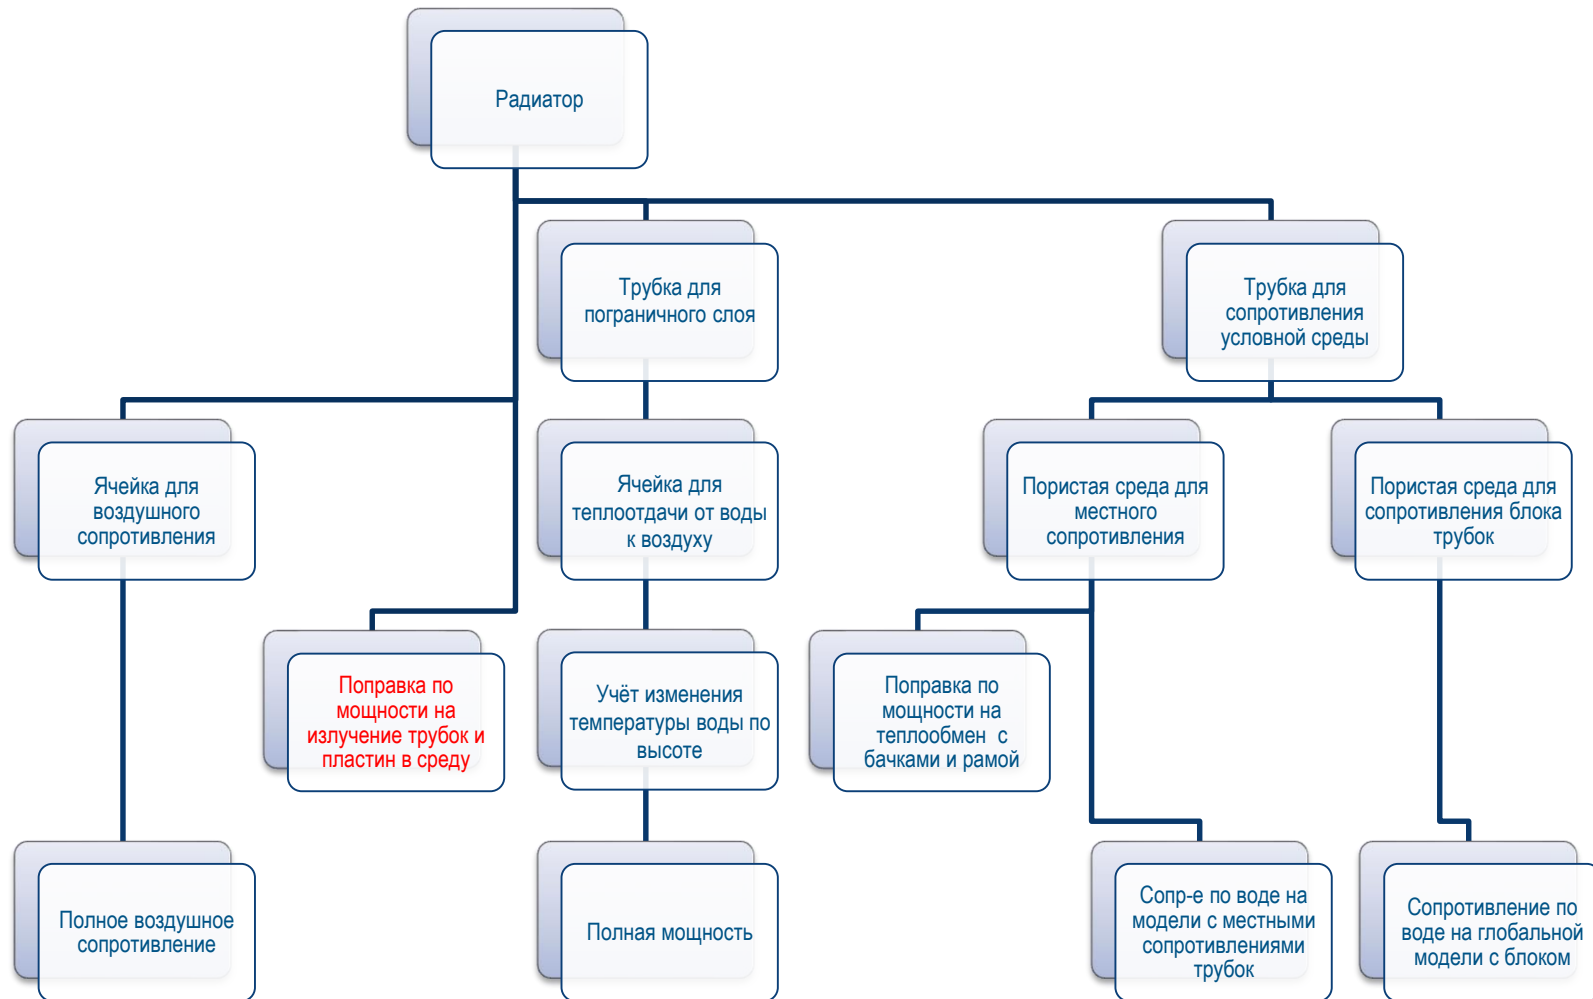 Радиатор
Трубка для
пограничного слоя
Трубка для
сопротивления
условной среды
Ячейка для
воздушного
сопротивления
Ячейка для
теплоотдачи от воды
к воздуху
Пористая среда для
местного
сопротивления
Пористая среда для
сопротивления блока
трубок
Поправка по
мощности на
излучение трубок и
пластин в среду
Учёт изменения
температуры воды по
высоте
Поправка по
мощности на
теплообмен с
бачками и рамой
Полное воздушное
сопротивление
Полная мощность
Сопр-е по воде на
модели с местными
сопротивлениями
трубок
Сопротивление по
воде на глобальной
модели с блоком